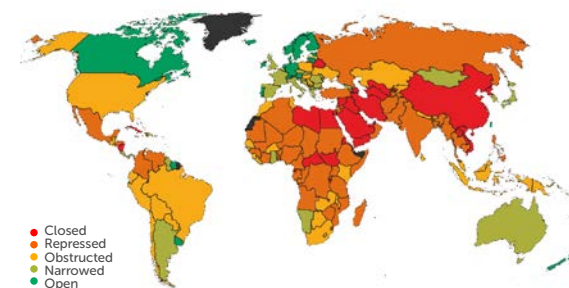 Closed
Repressed
Obstructed
Narrowed
Open